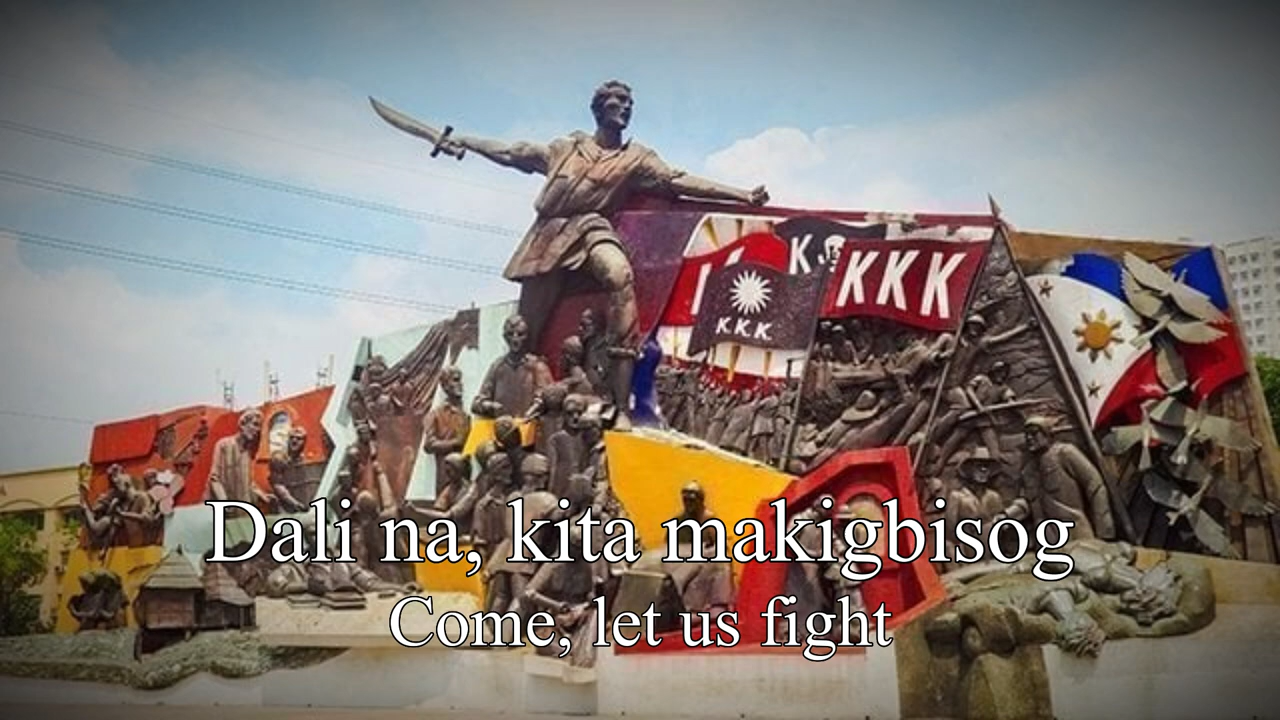 K
K
KKK
K.K.K.
Dali na, kita makigbisog
Come, let us fight